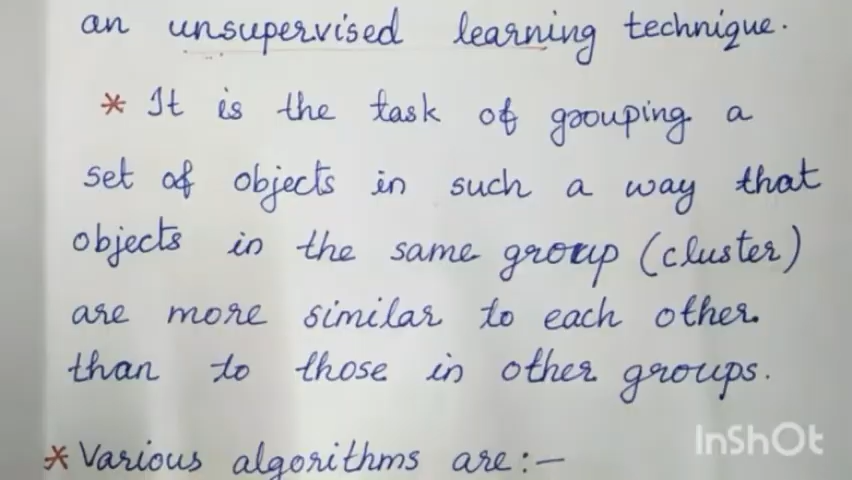 an unsupervised learning technique.
* It is the task of grouping a
set of objects in such a way that
objects in the same group (cluster)
are more similar to each other.
than to those in other groups.
* Various algorithms are:-
InShOt